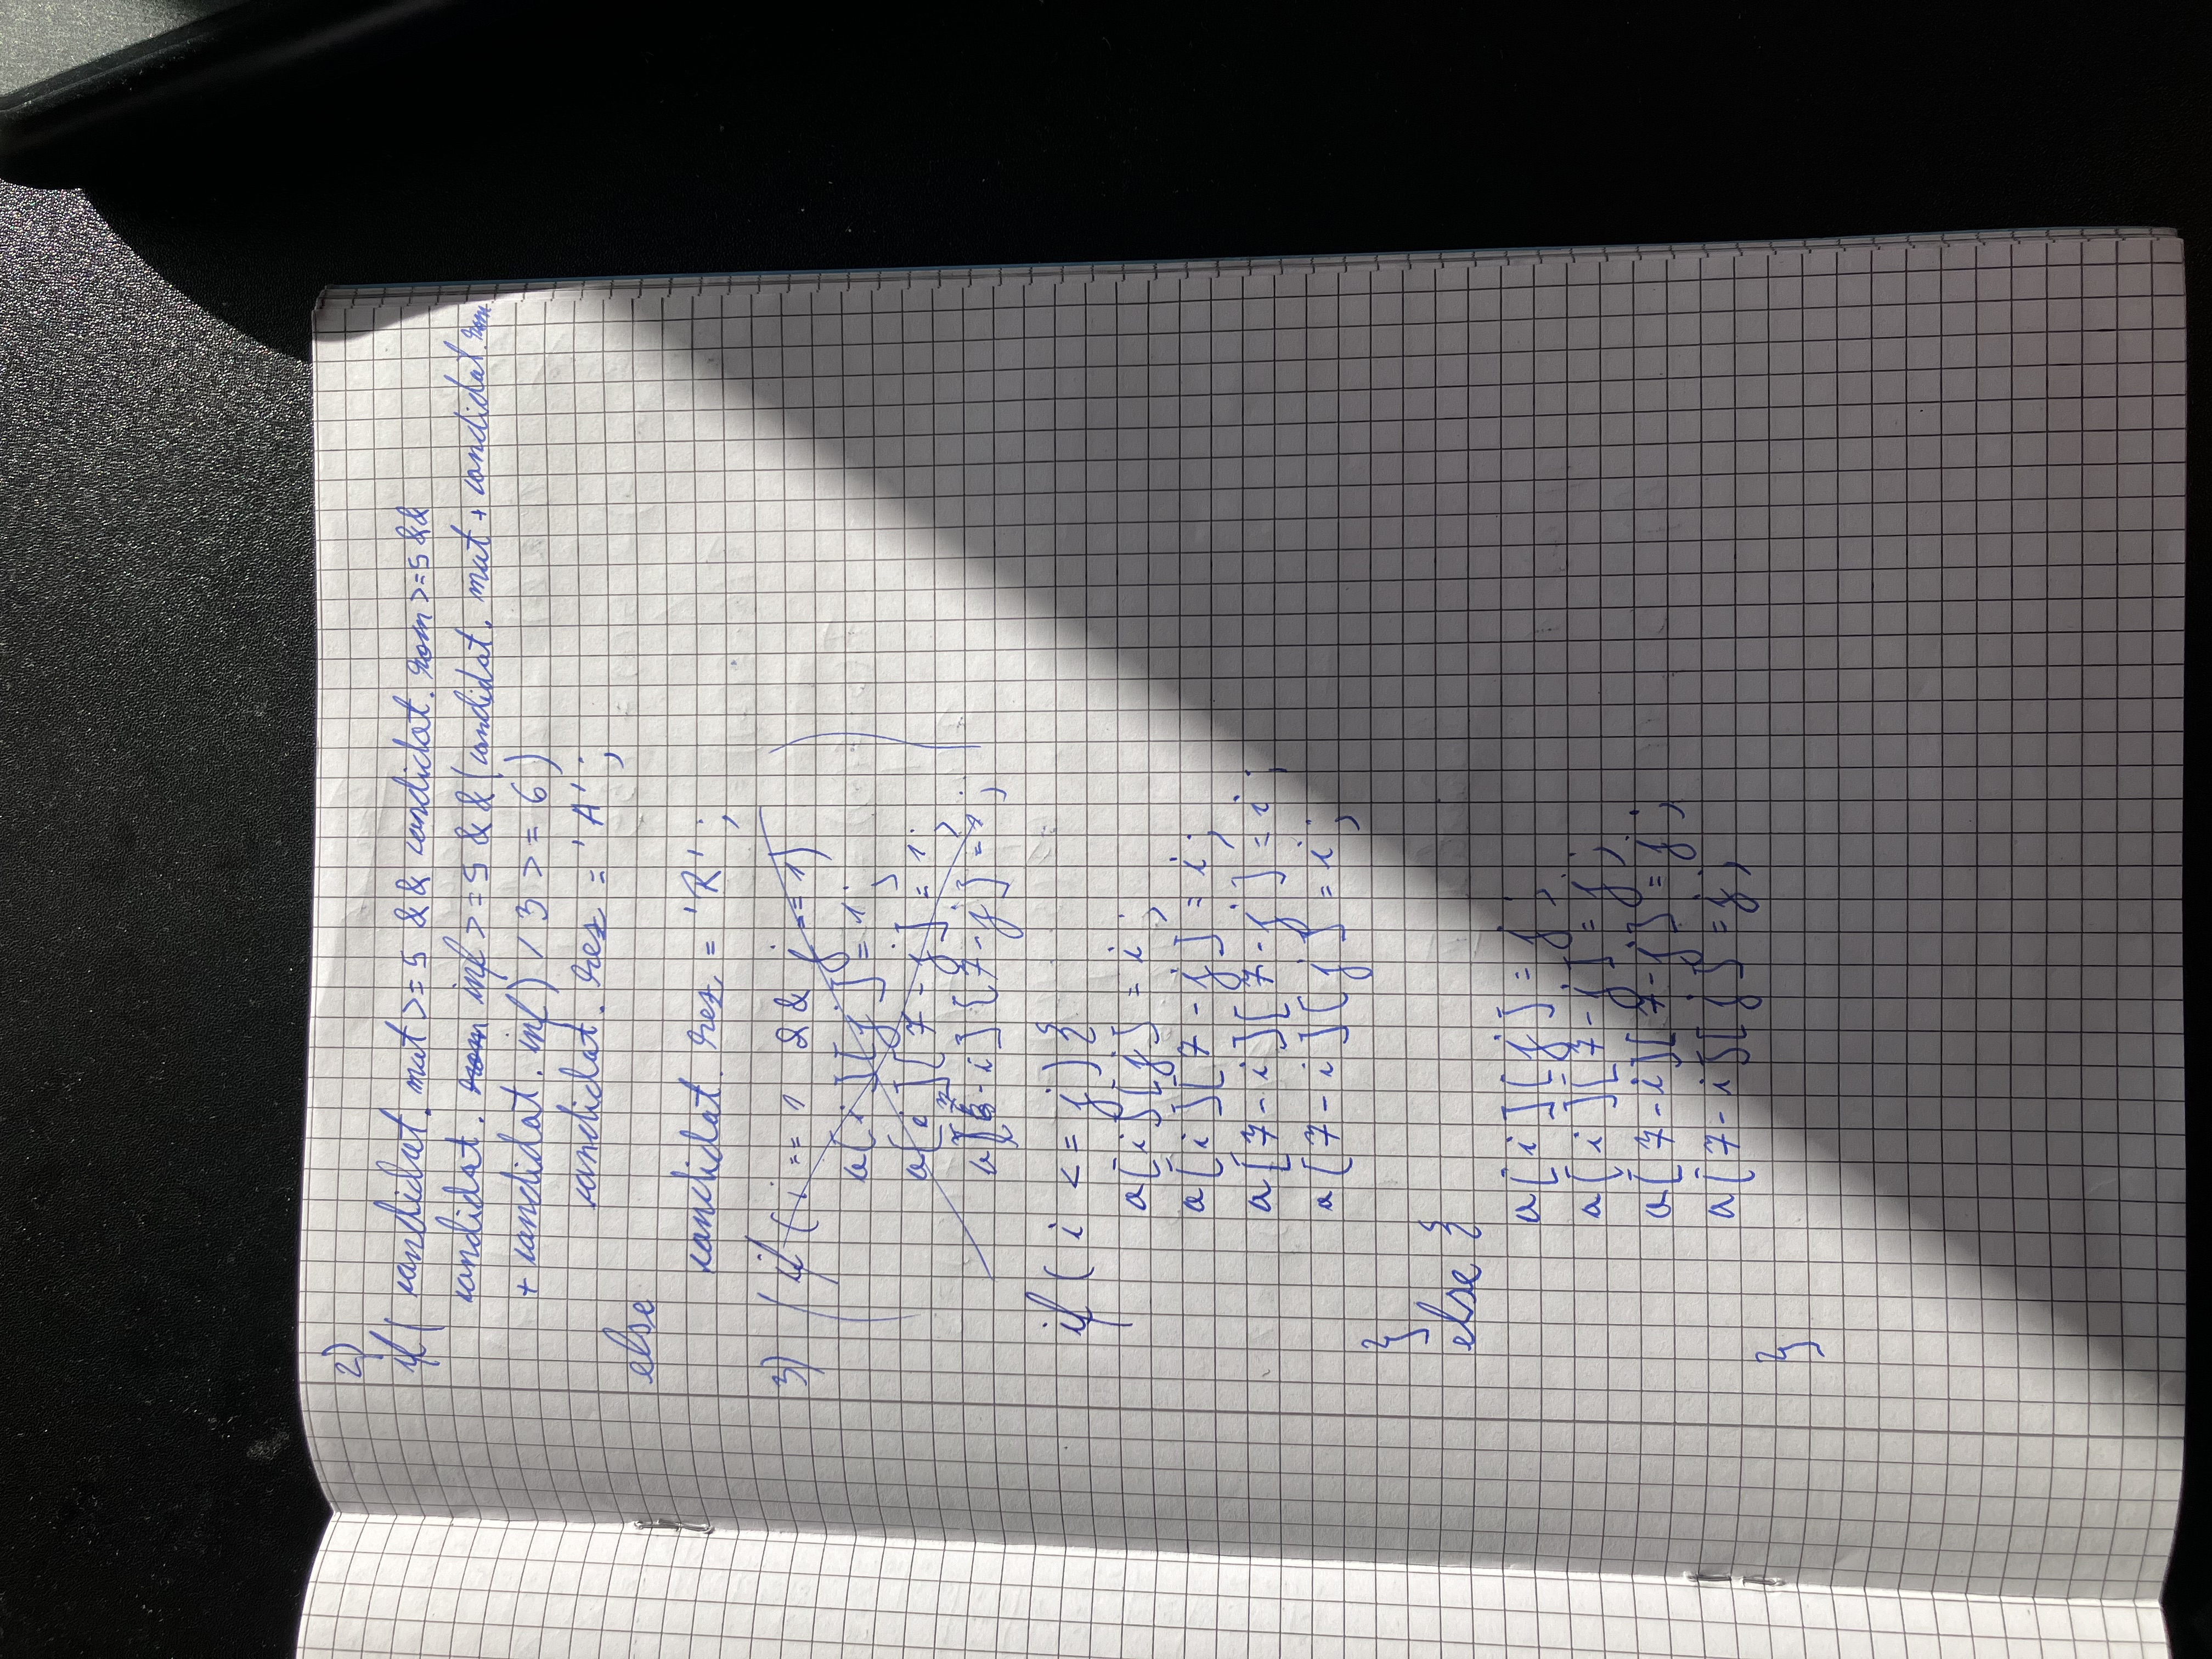 2)
if ( candidat. mat >= 5 && candidat. rom >= 5 &&
candidat. rom inf >= 5 && ( candidat. mat + candidat. rom
+ candidat. inf ) / 3 >= 6 )
candidat. rez = 'A' ;
else
candidat. rez = 'R' ;
3) ( if ( i == 1 && j == 1 ) )
a[i][j] = 1;
a[i][7-j] = 1;
a[7-i][7-j] = 1;
if ( i <= j ) {
a[i][j] = i ;
a[i][7-j] = i ;
a[7-i][7-j] = i ;
a[7-i][j] = i ;
}
else {
a[i][j] = j ;
a[i][7-j] = j ;
a[7-i][7-j] = j ;
a[7-i][j] = j ;
}